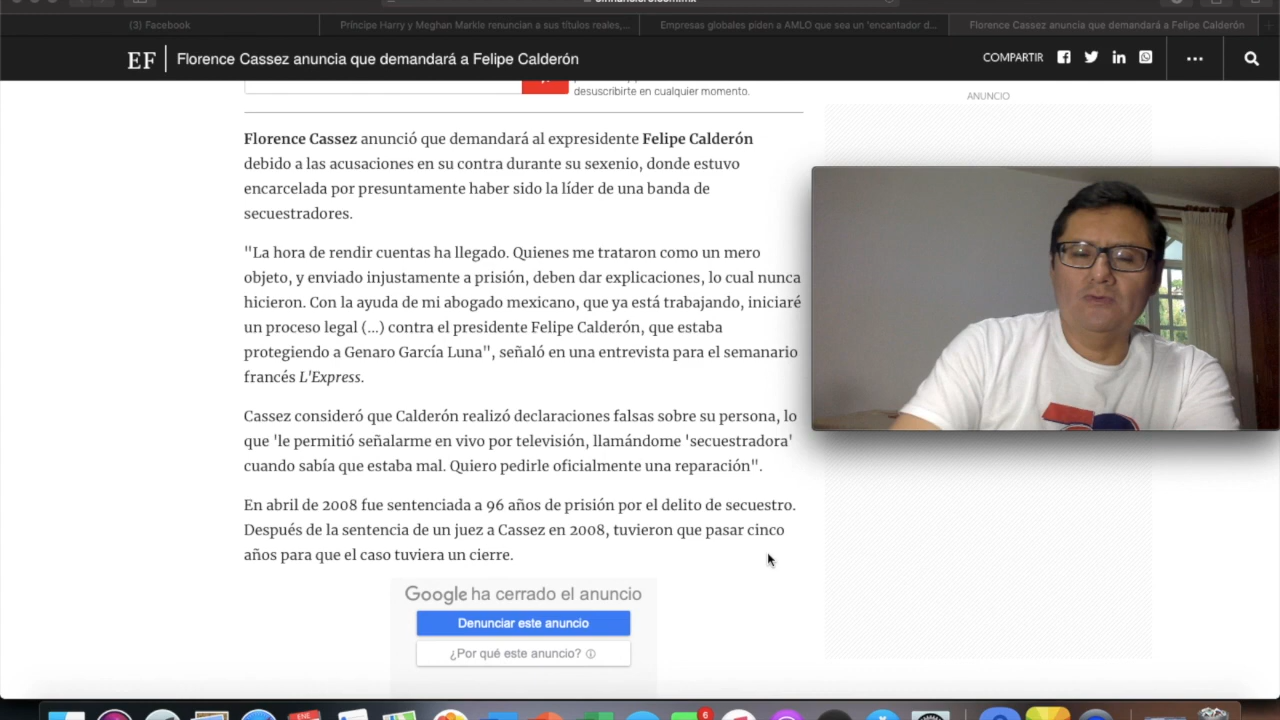 (3) Facebook
Príncipe Harry y Meghan Markle renuncian a sus títulos reales,...
Empresas globales piden a AMLO que sea un 'encantador d...
Florence Cassez anuncia que demandará a Felipe Calderón
EF
Florence Cassez anuncia que demandará a Felipe Calderón
COMPARTIR
desuscribirte en cualquier momento.
ANUNCIO
Florence Cassez anunció que demandará al expresidente Felipe Calderón
debido a las acusaciones en su contra durante su sexenio, donde estuvo
encarcelada por presuntamente haber sido la líder de una banda de
secuestradores.
"La hora de rendir cuentas ha llegado. Quienes me trataron como un mero
objeto, y enviado injustamente a prisión, deben dar explicaciones, lo cual nunca
hicieron. Con la ayuda de mi abogado mexicano, que ya está trabajando, iniciaré
un proceso legal (...) contra el presidente Felipe Calderón, que estaba
protegiendo a Genaro García Luna", señaló en una entrevista para el semanario
francés L'Express.
Cassez consideró que Calderón realizó declaraciones falsas sobre su persona, lo
que 'le permitió señalarme en vivo por televisión, llamándome 'secuestradora'
cuando sabía que estaba mal. Quiero pedirle oficialmente una reparación".
En abril de 2008 fue sentenciada a 96 años de prisión por el delito de secuestro.
Después de la sentencia de un juez a Cassez en 2008, tuvieron que pasar cinco
años para que el caso tuviera un cierre.
Google ha cerrado el anuncio
Denunciar este anuncio
¿Por qué este anuncio?
ENE
6